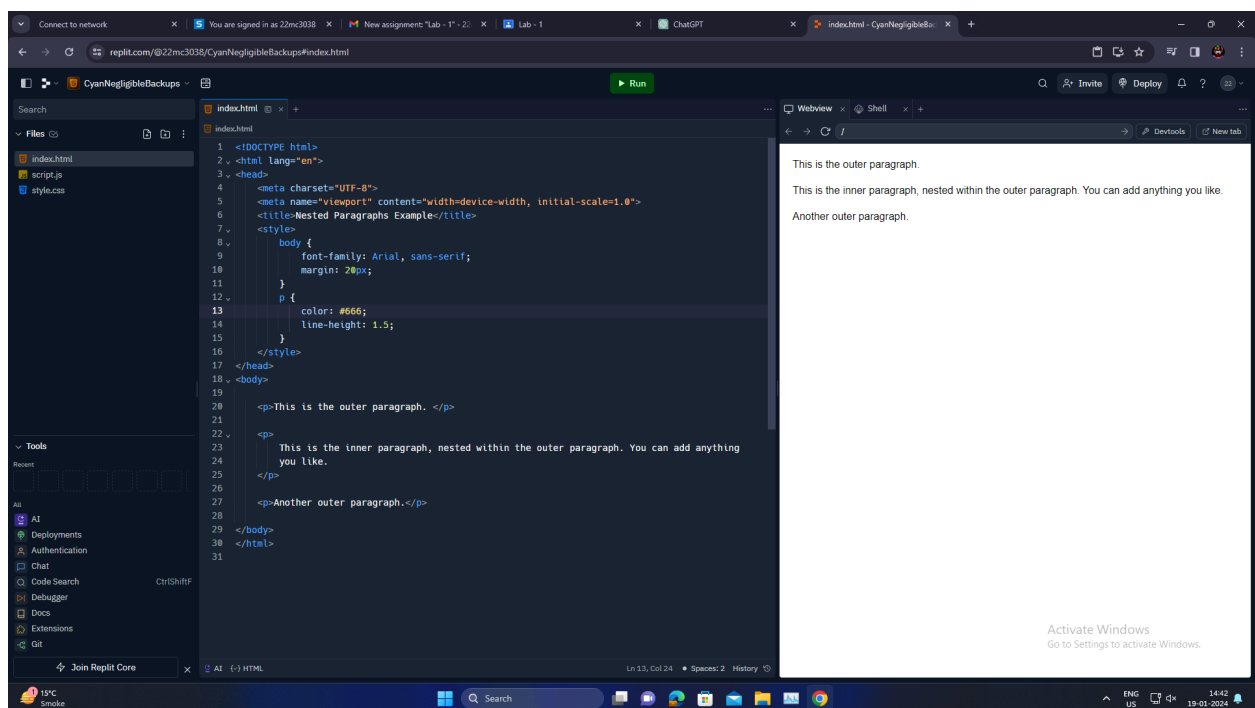 Connect to network
You are signed in as 22mc3038
New assignment: "Lab - 1" - 22
Lab - 1
ChatGPT
index.html - CyanNegligibleBac
replit.com/@22mc3038/CyanNegligibleBackups#index.html
CyanNegligibleBackups
Run
Invite
Deploy
22
Search
Files
index.html
script.js
style.css
Tools
Recent
All
AI
Deployments
Authentication
Chat
Code Search CtrlShiftF
Debugger
Docs
Extensions
Git
Join Replit Core
index.html
index.html
1 <!DOCTYPE html>
2 <html lang="en">
3 <head>
4 <meta charset="UTF-8">
5 <meta name="viewport" content="width=device-width, initial-scale=1.0">
6 <title>Nested Paragraphs Example</title>
7 <style>
8 body {
9 font-family: Arial, sans-serif;
10 margin: 20px;
11 }
12 p {
13 color: #666;
14 line-height: 1.5;
15 }
16 </style>
17 </head>
18 <body>
19
20 <p>This is the outer paragraph. </p>
21
22 <p>
23 This is the inner paragraph, nested within the outer paragraph. You can add anything
24 you like.
25 </p>
26
27 <p>Another outer paragraph.</p>
28
29 </body>
30 </html>
31
AI {-} HTML
Ln 13, Col 24 • Spaces: 2 History
Webview
Shell
/
Devtools
New tab
This is the outer paragraph.
This is the inner paragraph, nested within the outer paragraph. You can add anything you like.
Another outer paragraph.
Activate Windows
Go to Settings to activate Windows.
1
15°C
Smoke
Search
ENG
US
14:42
19-01-2024